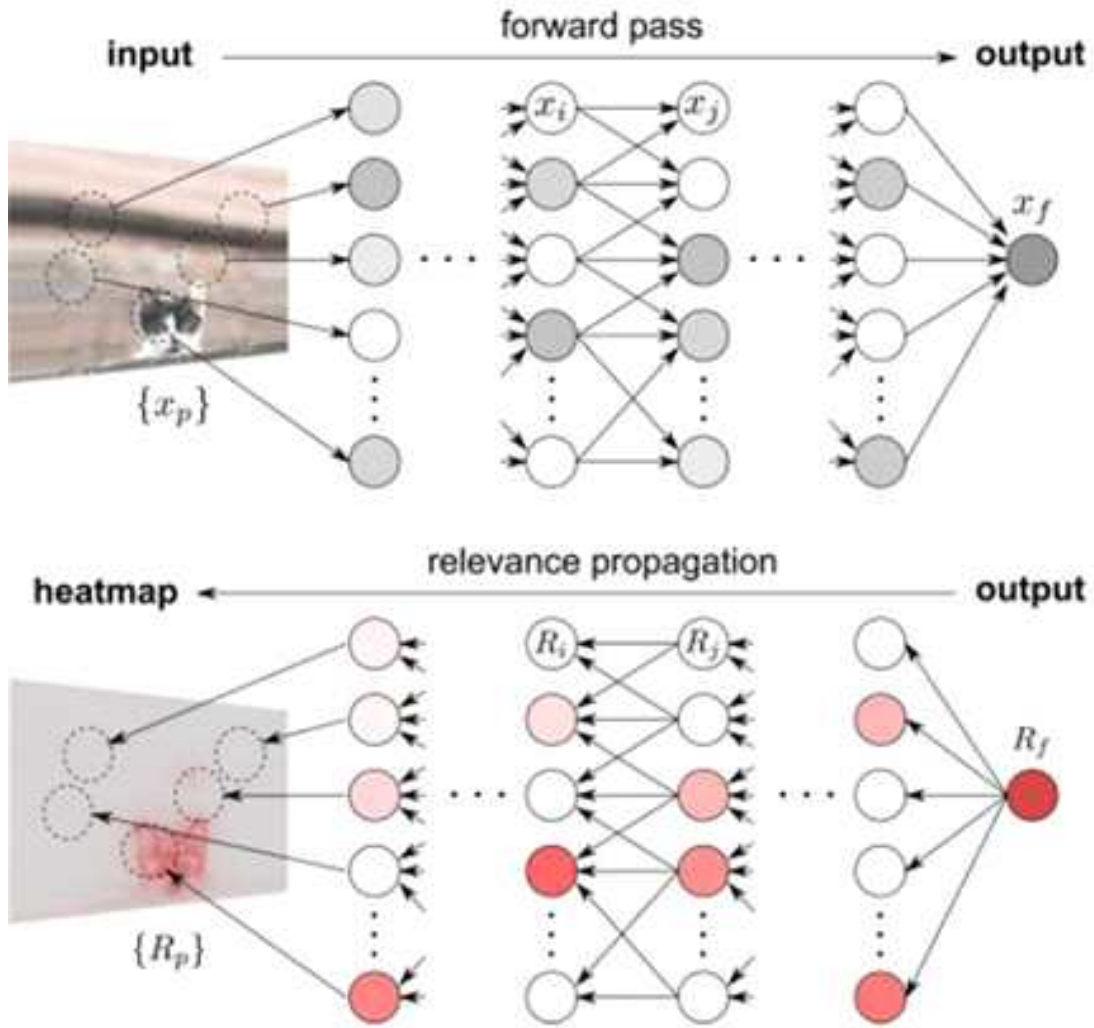 forward pass
input output
x_i x_j
x_f
. . . . . .
{x_p}
relevance propagation
heatmap output
R_i R_j
R_f
. . . . . .
{R_p}